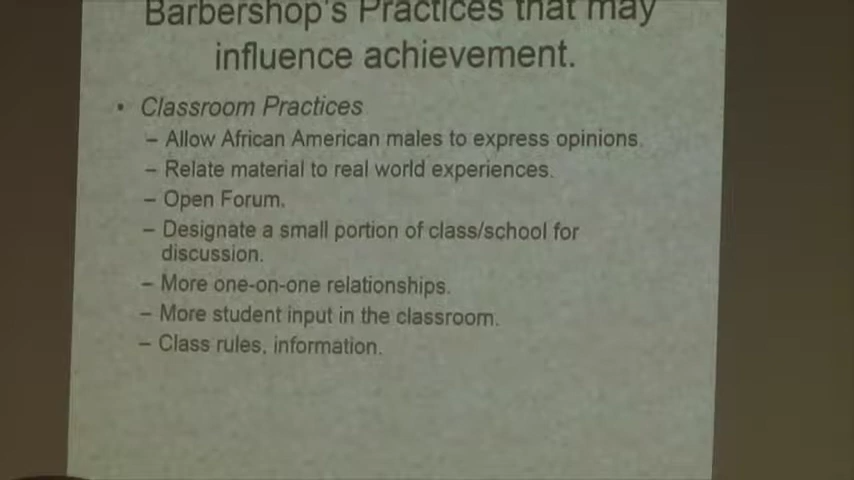 Barbershop's Practices that may
influence achievement.
• Classroom Practices
– Allow African American males to express opinions.
– Relate material to real world experiences.
– Open Forum.
– Designate a small portion of class/school for
discussion.
– More one-on-one relationships.
– More student input in the classroom.
– Class rules, information.